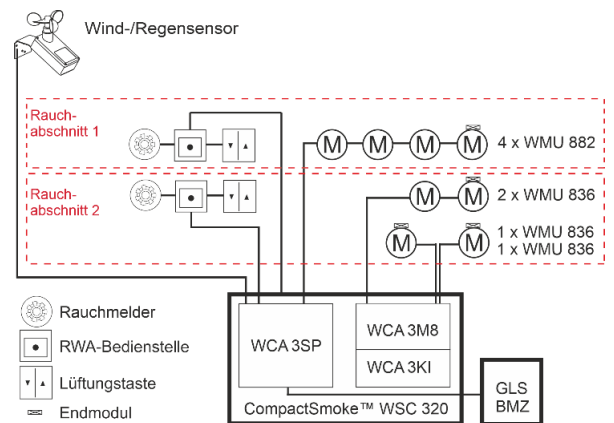 Wind-/Regensensor
Rauch-
abschnitt 1
M M M M 4 x WMU 882
Rauch-
abschnitt 2
M M 2 x WMU 836
M M 1 x WMU 836
1 x WMU 836
Rauchmelder
RWA-Bedienstelle
Lüftungstaste
Endmodul
WCA 3SP
WCA 3M8
WCA 3KI
CompactSmoke™ WSC 320
GLS
BMZ